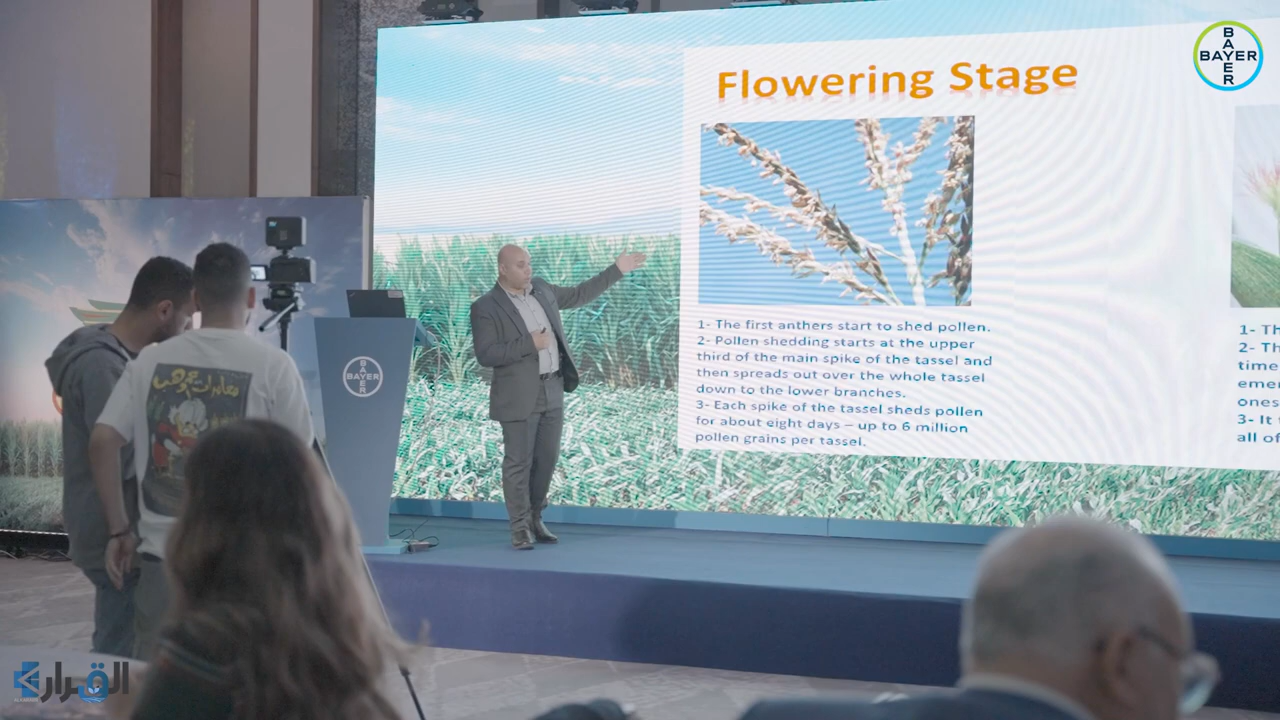 Flowering Stage
1- The first anthers start to shed pollen.
2- Pollen shedding starts at the upper
third of the main spike of the tassel and
then spreads out over the whole tassel
down to the lower branches.
3- Each spike of the tassel sheds pollen
for about eight days – up to 6 million
pollen grains per tassel.
1- Th
2- Th
time
eme
ones
3- It
all of
BAYER
BAYER
BAYER
BAYER
القرار